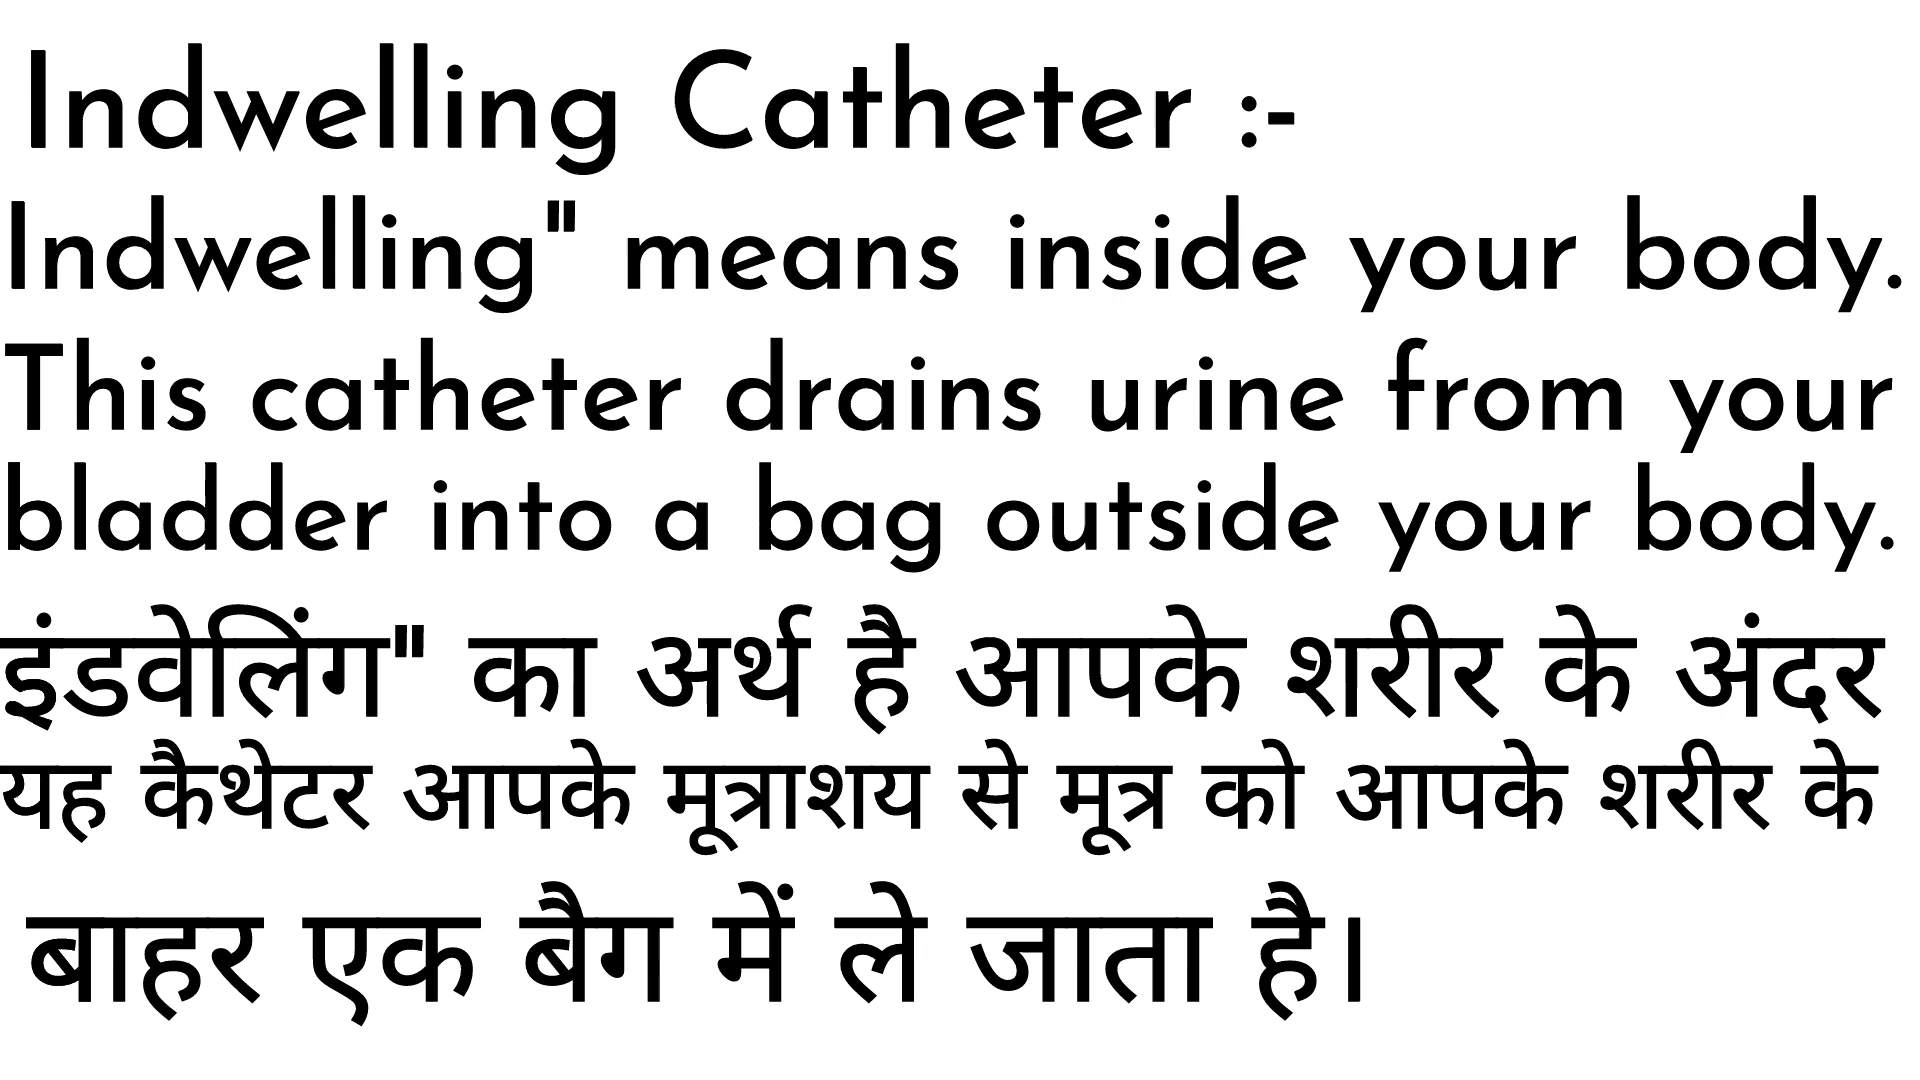 Indwelling Catheter :-
Indwelling" means inside your body.
This catheter drains urine from your
bladder into a bag outside your body.
इंडवेलिंग" का अर्थ है आपके शरीर के अंदर
यह कैथेटर आपके मूत्राशय से मूत्र को आपके शरीर के
बाहर एक बैग में ले जाता है।